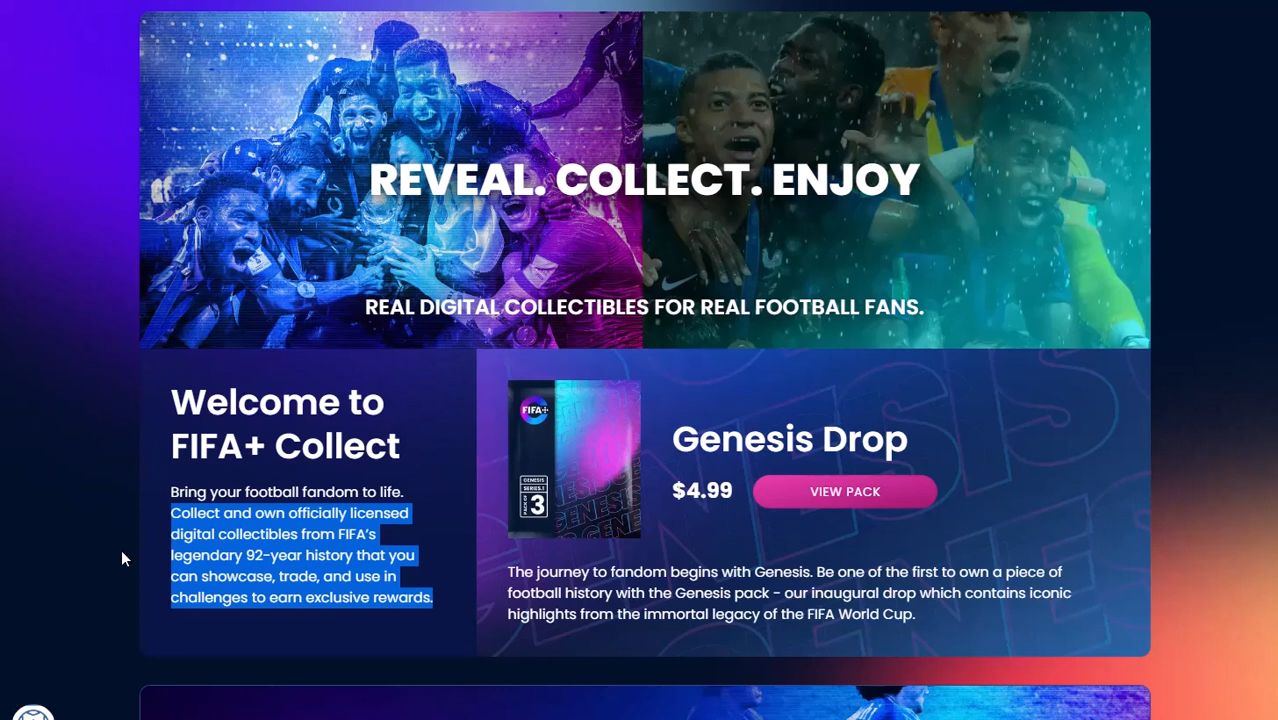 REVEAL. COLLECT. ENJOY
REAL DIGITAL COLLECTIBLES FOR REAL FOOTBALL FANS.
Welcome to
FIFA+ Collect
Bring your football fandom to life.
Collect and own officially licensed
digital collectibles from FIFA's
legendary 92-year history that you
can showcase, trade, and use in
challenges to earn exclusive rewards.
FIFA+
GENESIS
SERIES.1
PACK OF
3
Genesis Drop
$4.99
VIEW PACK
The journey to fandom begins with Genesis. Be one of the first to own a piece of
football history with the Genesis pack - our inaugural drop which contains iconic
highlights from the immortal legacy of the FIFA World Cup.
GENESIS